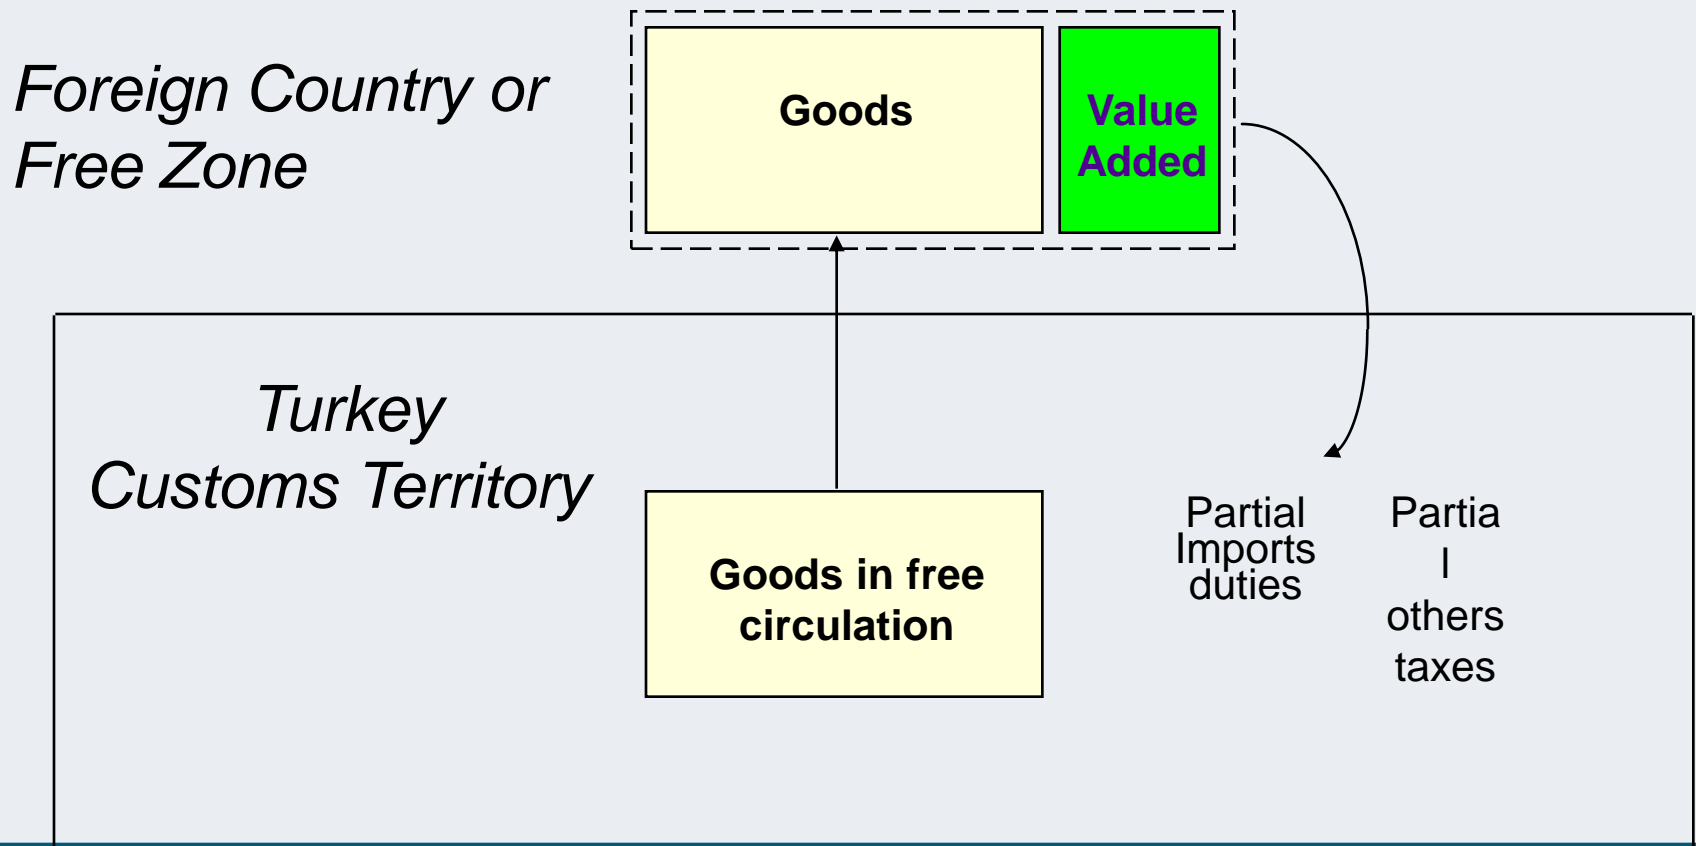 Foreign Country or
Free Zone
Goods
Value
Added
Turkey
Customs Territory
Goods in free
circulation
Partial
Imports
duties
Partia
l
others
taxes